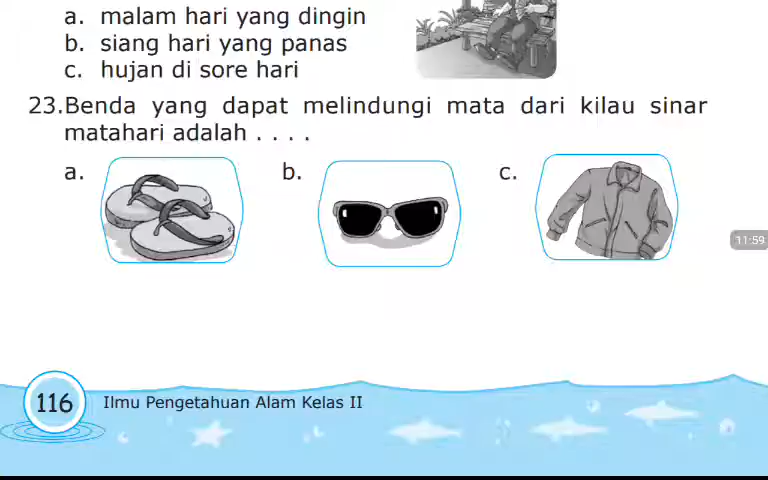 a. malam hari yang dingin
b. siang hari yang panas
c. hujan di sore hari
23.Benda yang dapat melindungi mata dari kilau sinar
matahari adalah . . . .
a. b. c.
11:59
116 Ilmu Pengetahuan Alam Kelas II